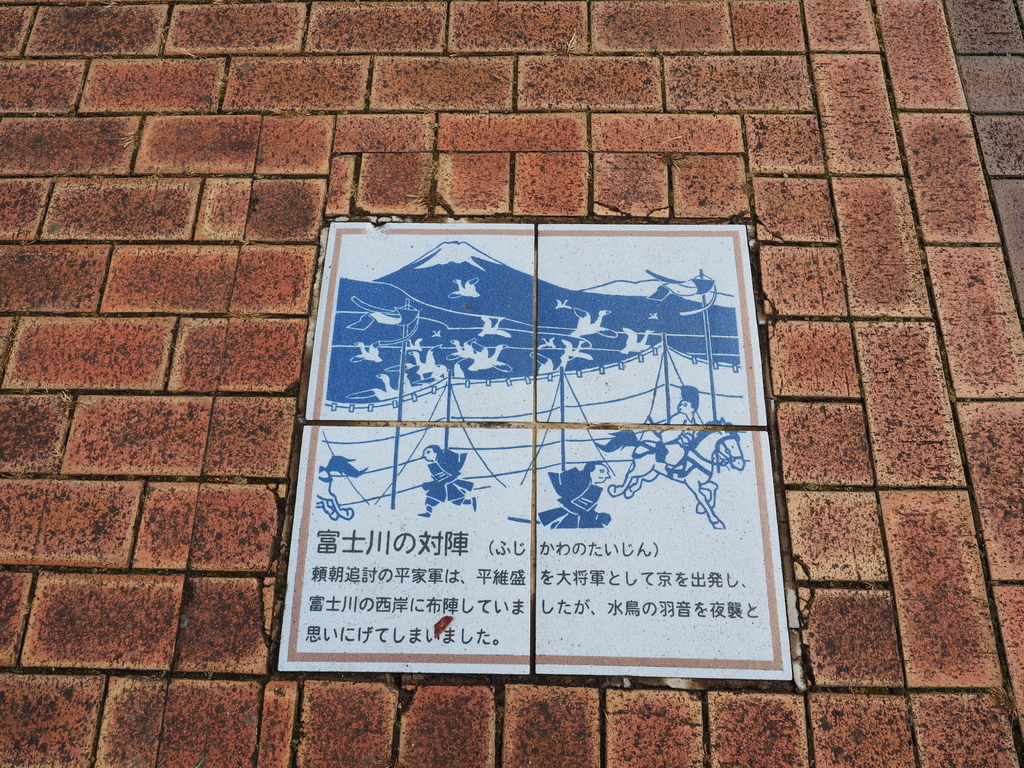 富士川の対陣 (ふじかわのたいじん)
頼朝追討の平家軍は、平維盛を大将軍として京を出発し、
富士川の西岸に布陣していましたが、水鳥の羽音を夜襲と
思いにげてしまいました。